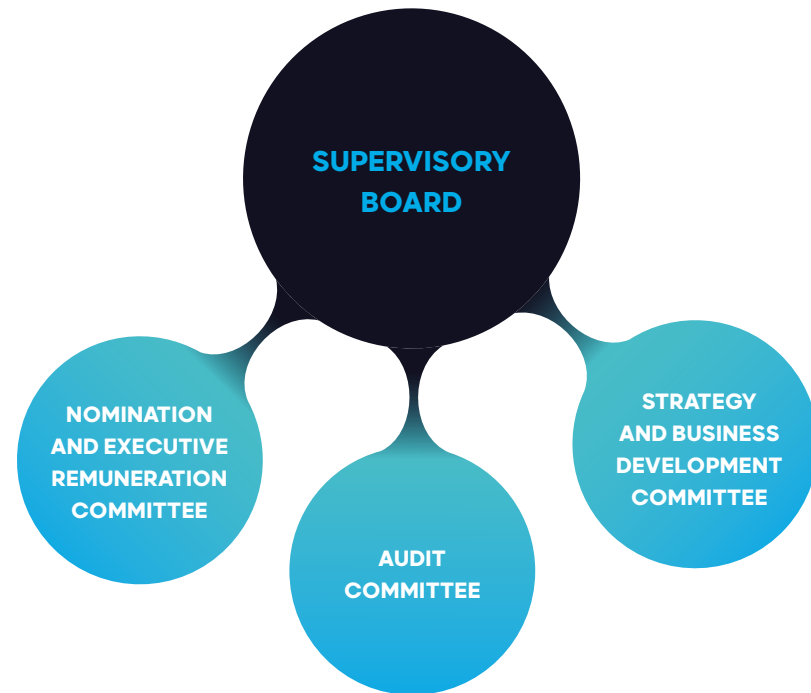 SUPERVISORY
BOARD
NOMINATION
AND EXECUTIVE
REMUNERATION
COMMITTEE
AUDIT
COMMITTEE
STRATEGY
AND BUSINESS
DEVELOPMENT
COMMITTEE